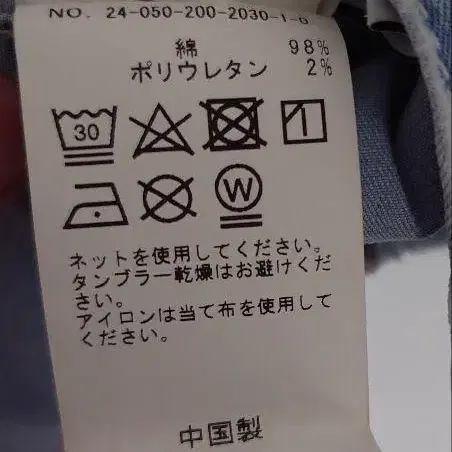 NO. 24-050-200-2030-1-6
綿 98%
ポリウレタン 2%
30
W
ネットを使用してください。
タンブラー乾燥はお避けくだ
さい。
アイロンは当て布を使用して
ください。
中国製